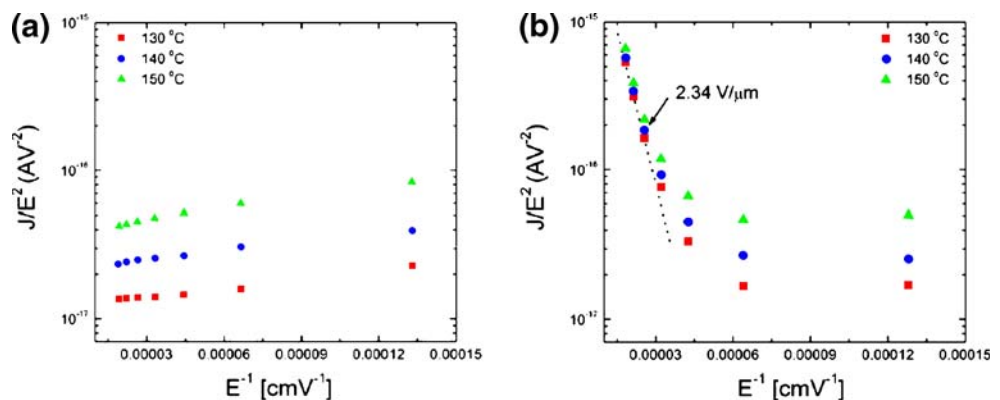 (a)
10⁻¹⁵
10⁻¹⁶
10⁻¹⁷
J/E² (AV⁻²)
130 °C
140 °C
150 °C
0.00003 0.00006 0.00009 0.00012 0.00015
E⁻¹ [cmV⁻¹]
(b)
10⁻¹⁵
10⁻¹⁶
10⁻¹²
J/E² (AV⁻²)
130 °C
140 °C
150 °C
2.34 V/μm
0.00003 0.00006 0.00009 0.00012 0.00015
E⁻¹ [cmV⁻¹]